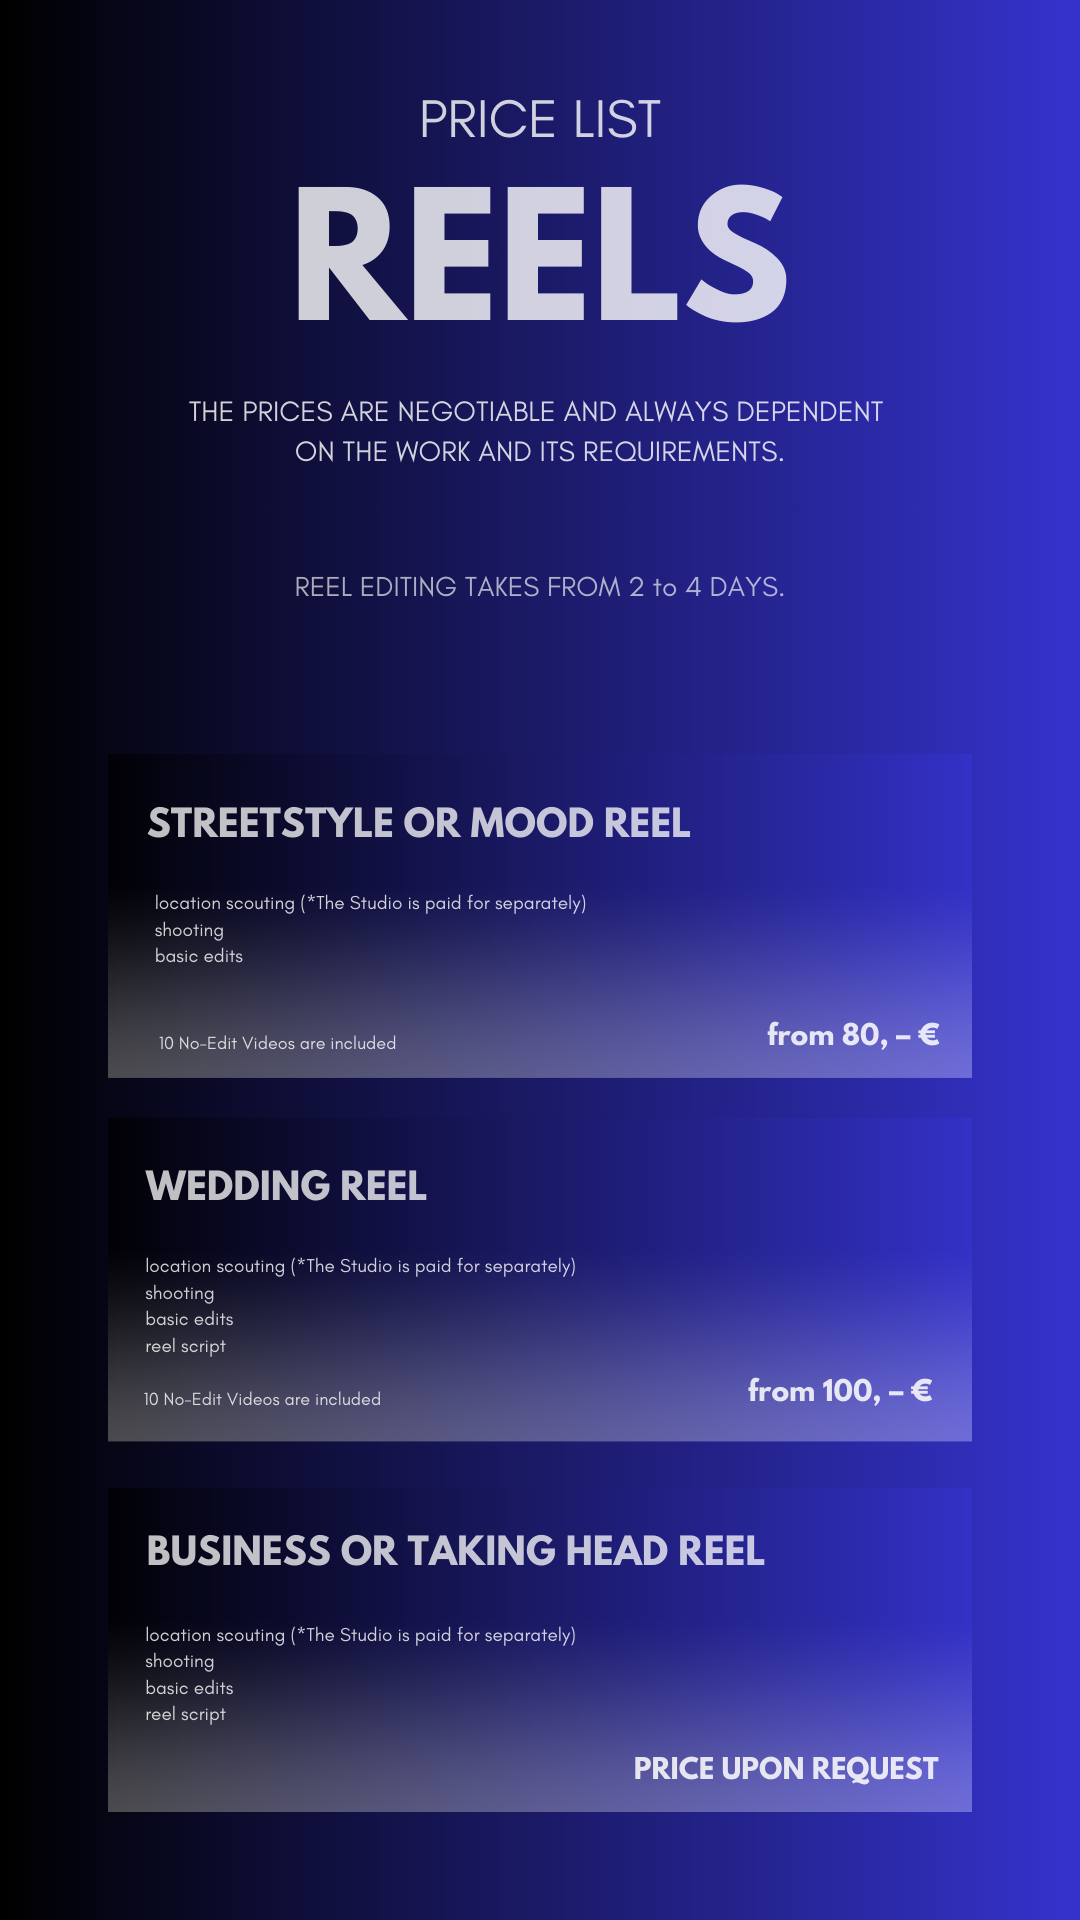 PRICE LIST
REELS
THE PRICES ARE NEGOTIABLE AND ALWAYS DEPENDENT
ON THE WORK AND ITS REQUIREMENTS.
REEL EDITING TAKES FROM 2 to 4 DAYS.
STREETSTYLE OR MOOD REEL
location scouting (*The Studio is paid for separately)
shooting
basic edits
10 No-Edit Videos are included
from 80, – €
WEDDING REEL
location scouting (*The Studio is paid for separately)
shooting
basic edits
reel script
10 No-Edit Videos are included
from 100, – €
BUSINESS OR TAKING HEAD REEL
location scouting (*The Studio is paid for separately)
shooting
basic edits
reel script
PRICE UPON REQUEST